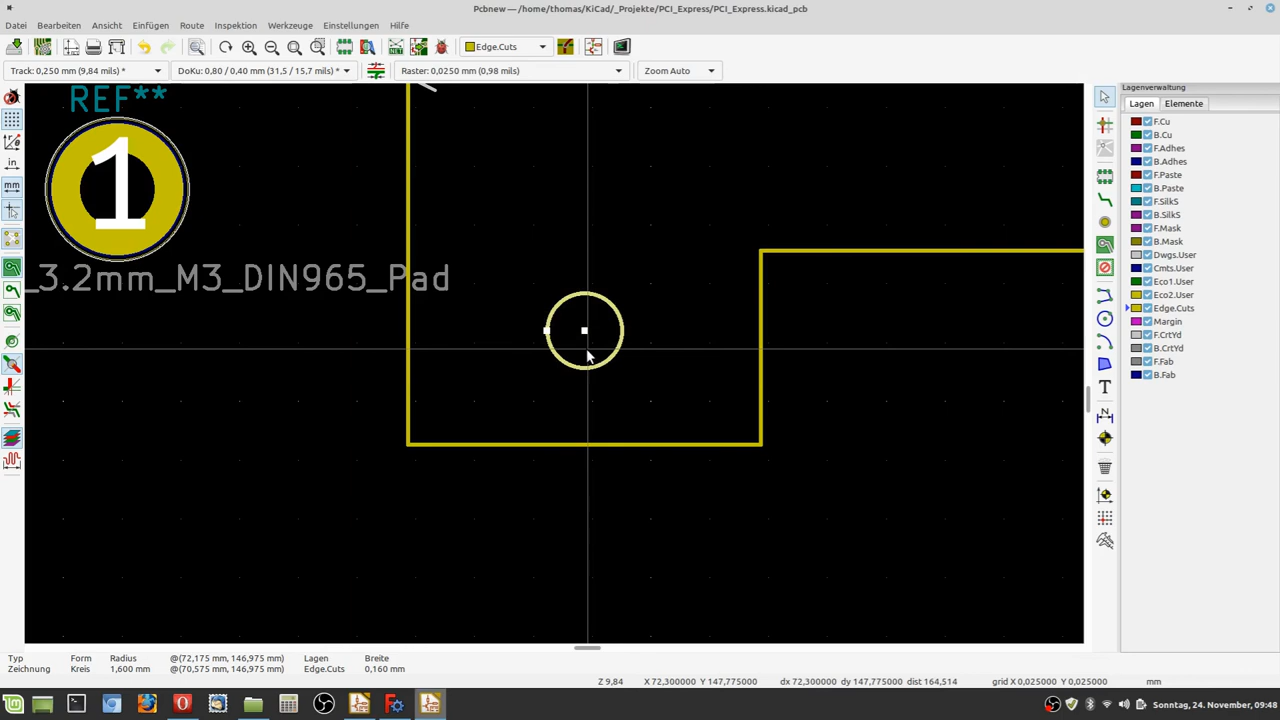 Pcbnew — /home/thomas/KiCad/_Projekte/PCI_Express/PCI_Express.kicad_pcb
Datei Bearbeiten Ansicht Einfügen Route Inspektion Werkzeuge Einstellungen Hilfe
Edge.Cuts
Track: 0,250 mm (9,84 mils) * DoKu: 0,80 / 0,40 mm (31,5 / 15,7 mils) * Raster: 0,0250 mm (0,98 mils) Zoom Auto
Lagenverwaltung
Lagen Elemente
F.Cu
B.Cu
F.Adhes
B.Adhes
F.Paste
B.Paste
F.SilkS
B.SilkS
F.Mask
B.Mask
Dwgs.User
Cmts.User
Eco1.User
Eco2.User
Edge.Cuts
Margin
F.CrtYd
B.CrtYd
F.Fab
B.Fab
in
mm
REF**
1
_3.2mm_M3_DIN965_Pad
T
N
Typ Form Radius @(72,175 mm, 146,975 mm) Lagen Breite
Zeichnung Kreis 1,600 mm @(70,575 mm, 146,975 mm) Edge.Cuts 0,160 mm
Z 9,84 X 72,300000 Y 147,775000 dx 72,300000 dy 147,775000 dist 164,514 grid X 0,025000 Y 0,025000 mm
Sonntag, 24. November, 09:48